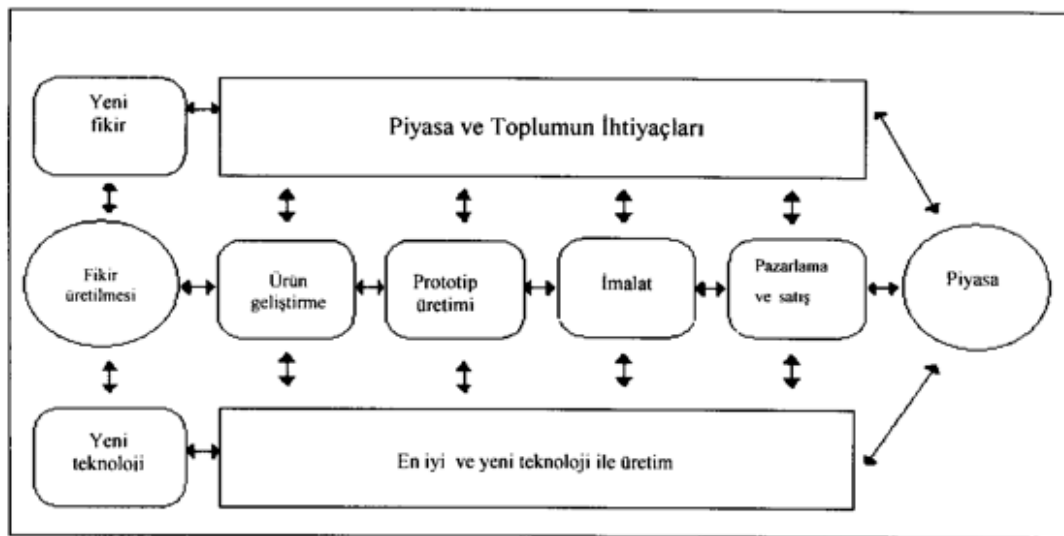 Yeni
fikir
Piyasa ve Toplumun İhtiyaçları
Fikir
üretilmesi
Ürün
geliştirme
Prototip
üretimi
İmalat
Pazarlama
ve satış
Piyasa
Yeni
teknoloji
En iyi ve yeni teknoloji ile üretim